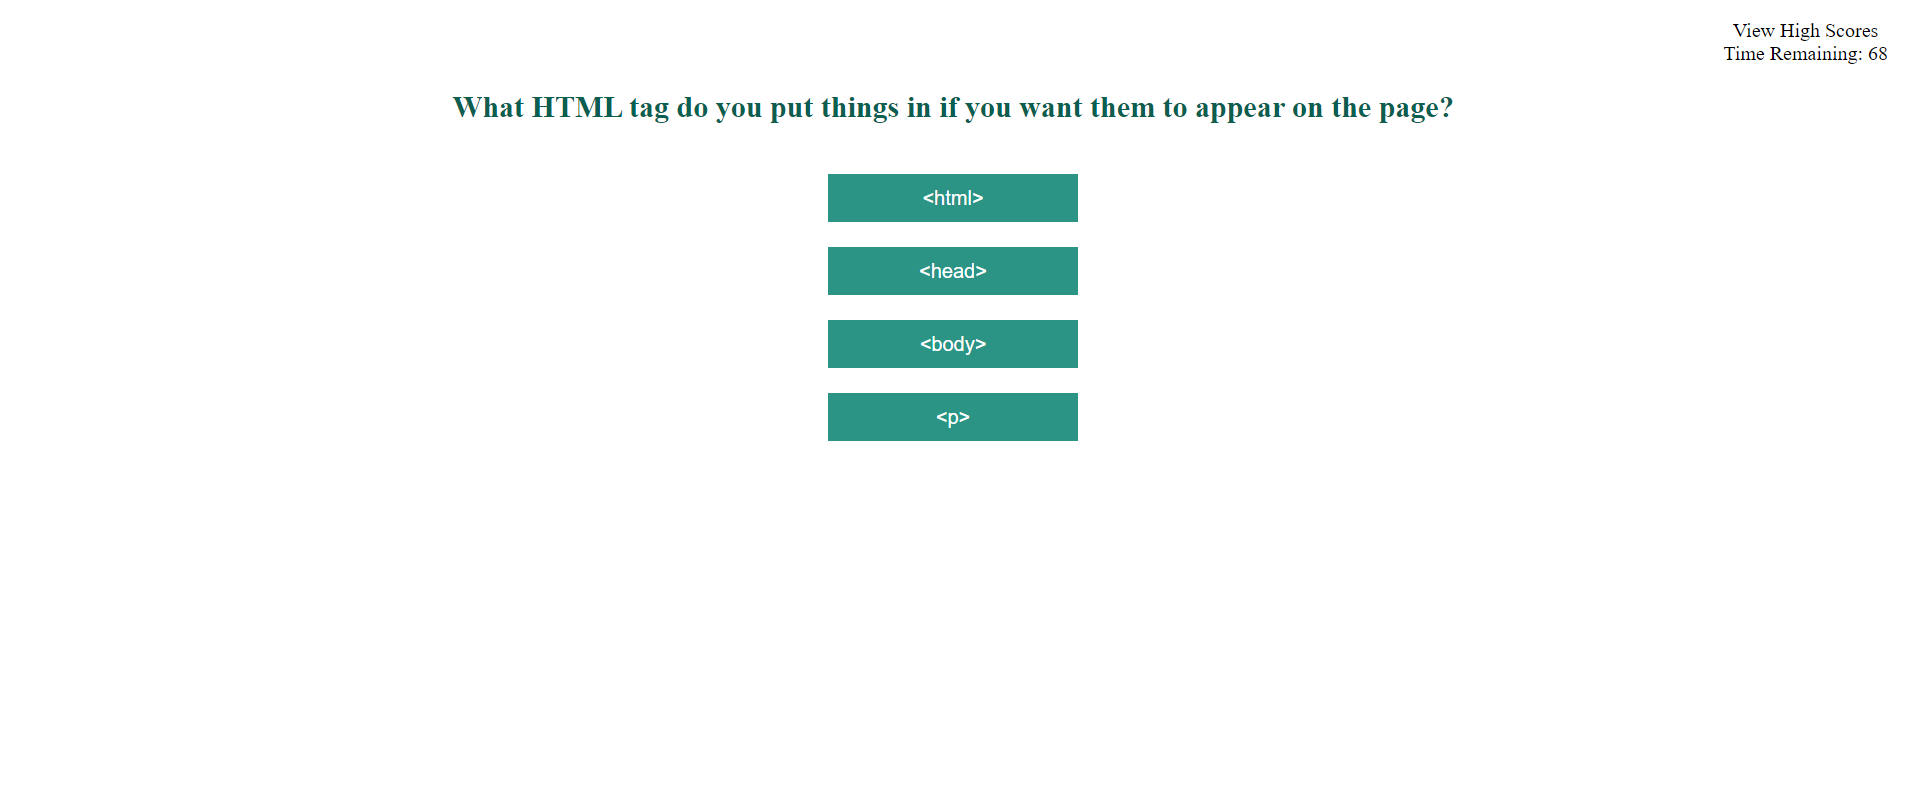 View High Scores
Time Remaining: 68
What HTML tag do you put things in if you want them to appear on the page?
<html>
<head>
<body>
<p>